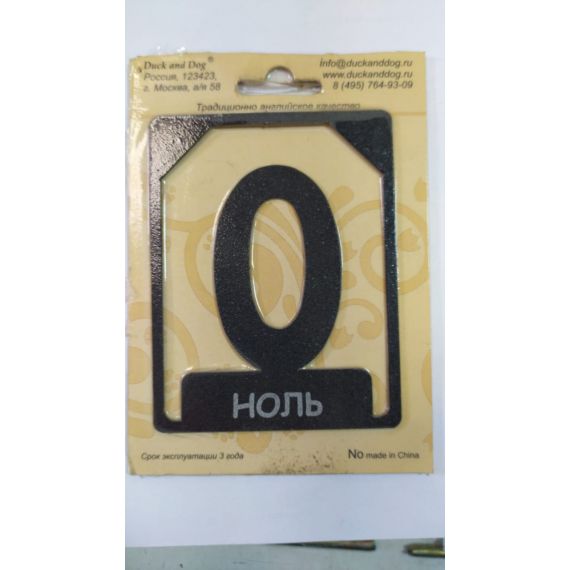 Duck and Dog®
Россия, 123423,
г. Москва, а/я 58
info@duckanddog.ru
www.duckanddog.ru
8 (495) 764-93-09
Традиционно английское качество
0
НОЛЬ
Срок эксплуатации 3 года
No made in China